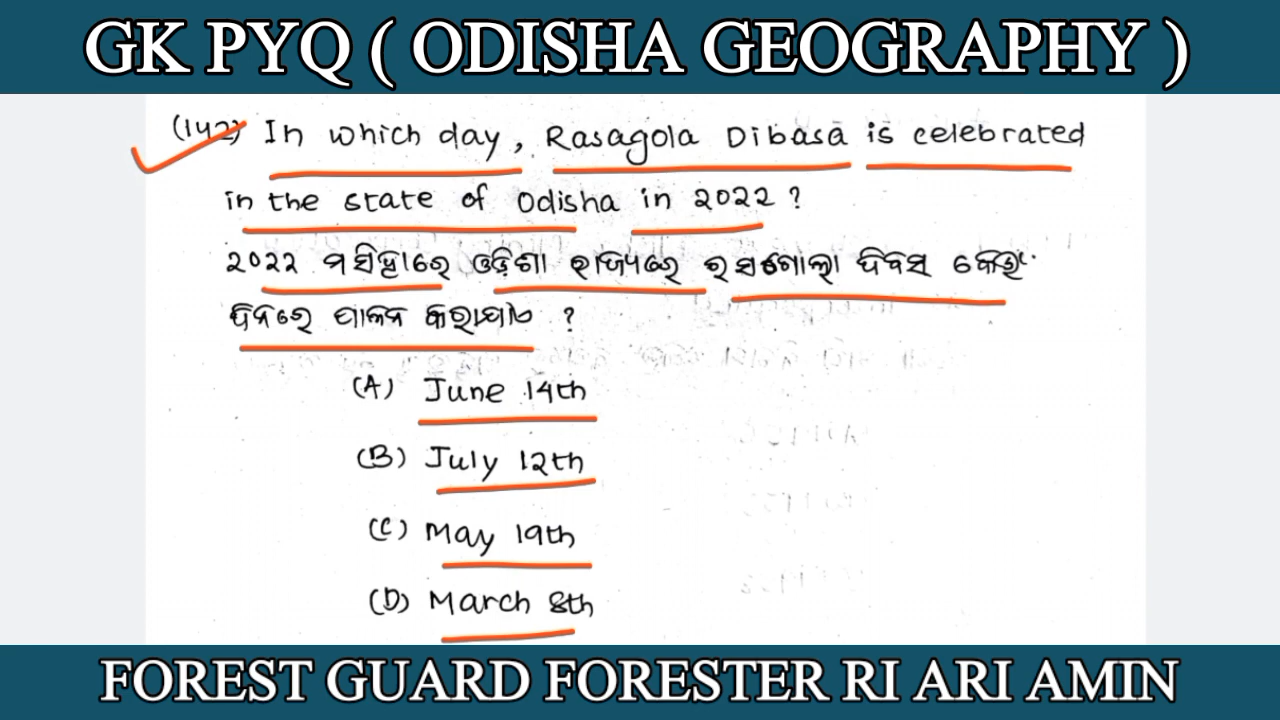 GK PYQ ( ODISHA GEOGRAPHY )
(142) In which day, Rasagola Dibasa is celebrated
in the state of Odisha in 2022 ?
୨୦୨୨ ମସିହାରେ ଓଡ଼ିଶା ରାଜ୍ୟରେ ରସଗୋଲା ଦିବସ କେଉଁ
ଦିନରେ ପାଳନ କରାଯାଏ ?
(A) June 14th
(B) July 12th
(C) May 19th
(D) March 8th
FOREST GUARD FORESTER RI ARI AMIN